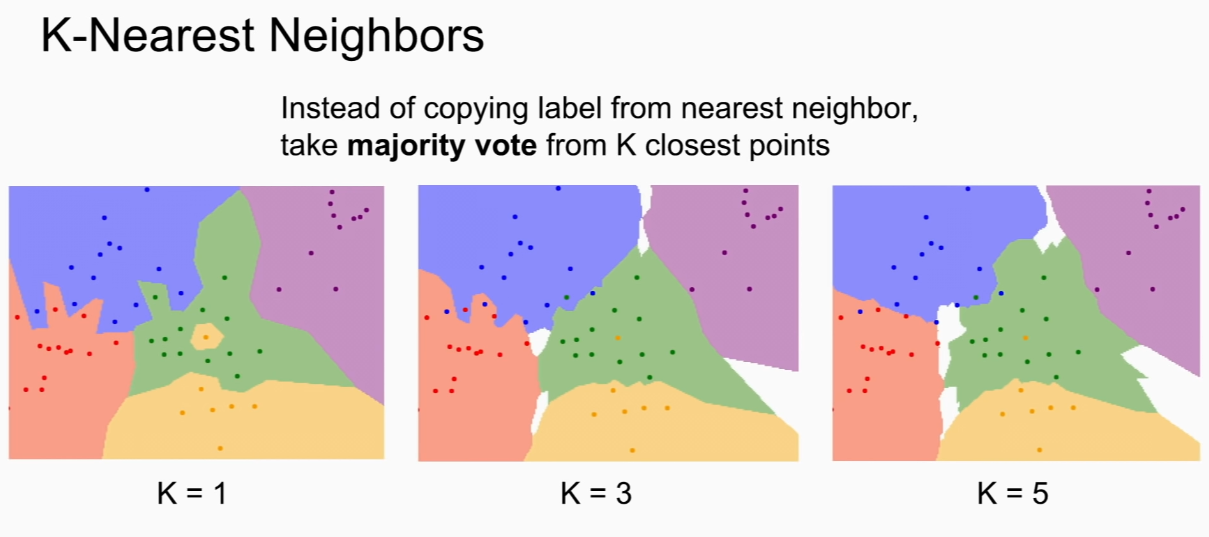 K-Nearest Neighbors
Instead of copying label from nearest neighbor,
take majority vote from K closest points
K = 1
K = 3
K = 5